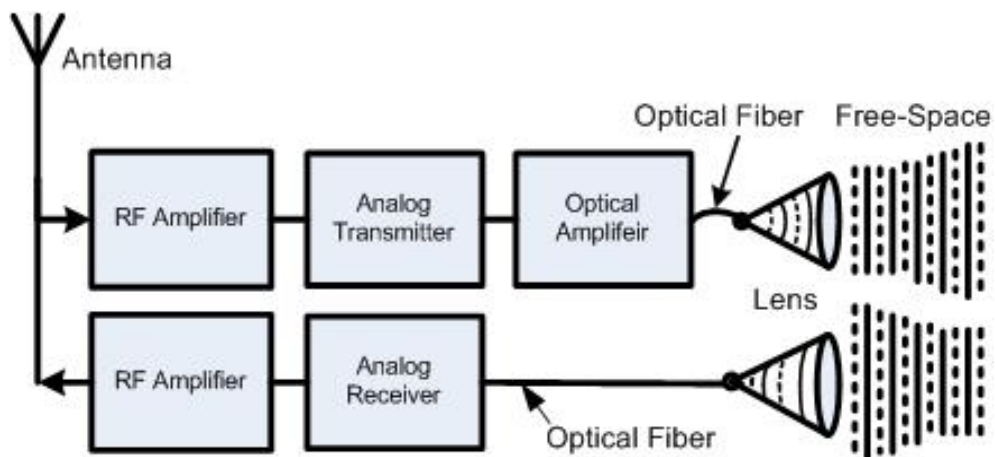 Antenna
Optical Fiber
Free-Space
RF Amplifier
Analog
Transmitter
Optical
Amplifeir
Lens
RF Amplifier
Analog
Receiver
Optical Fiber